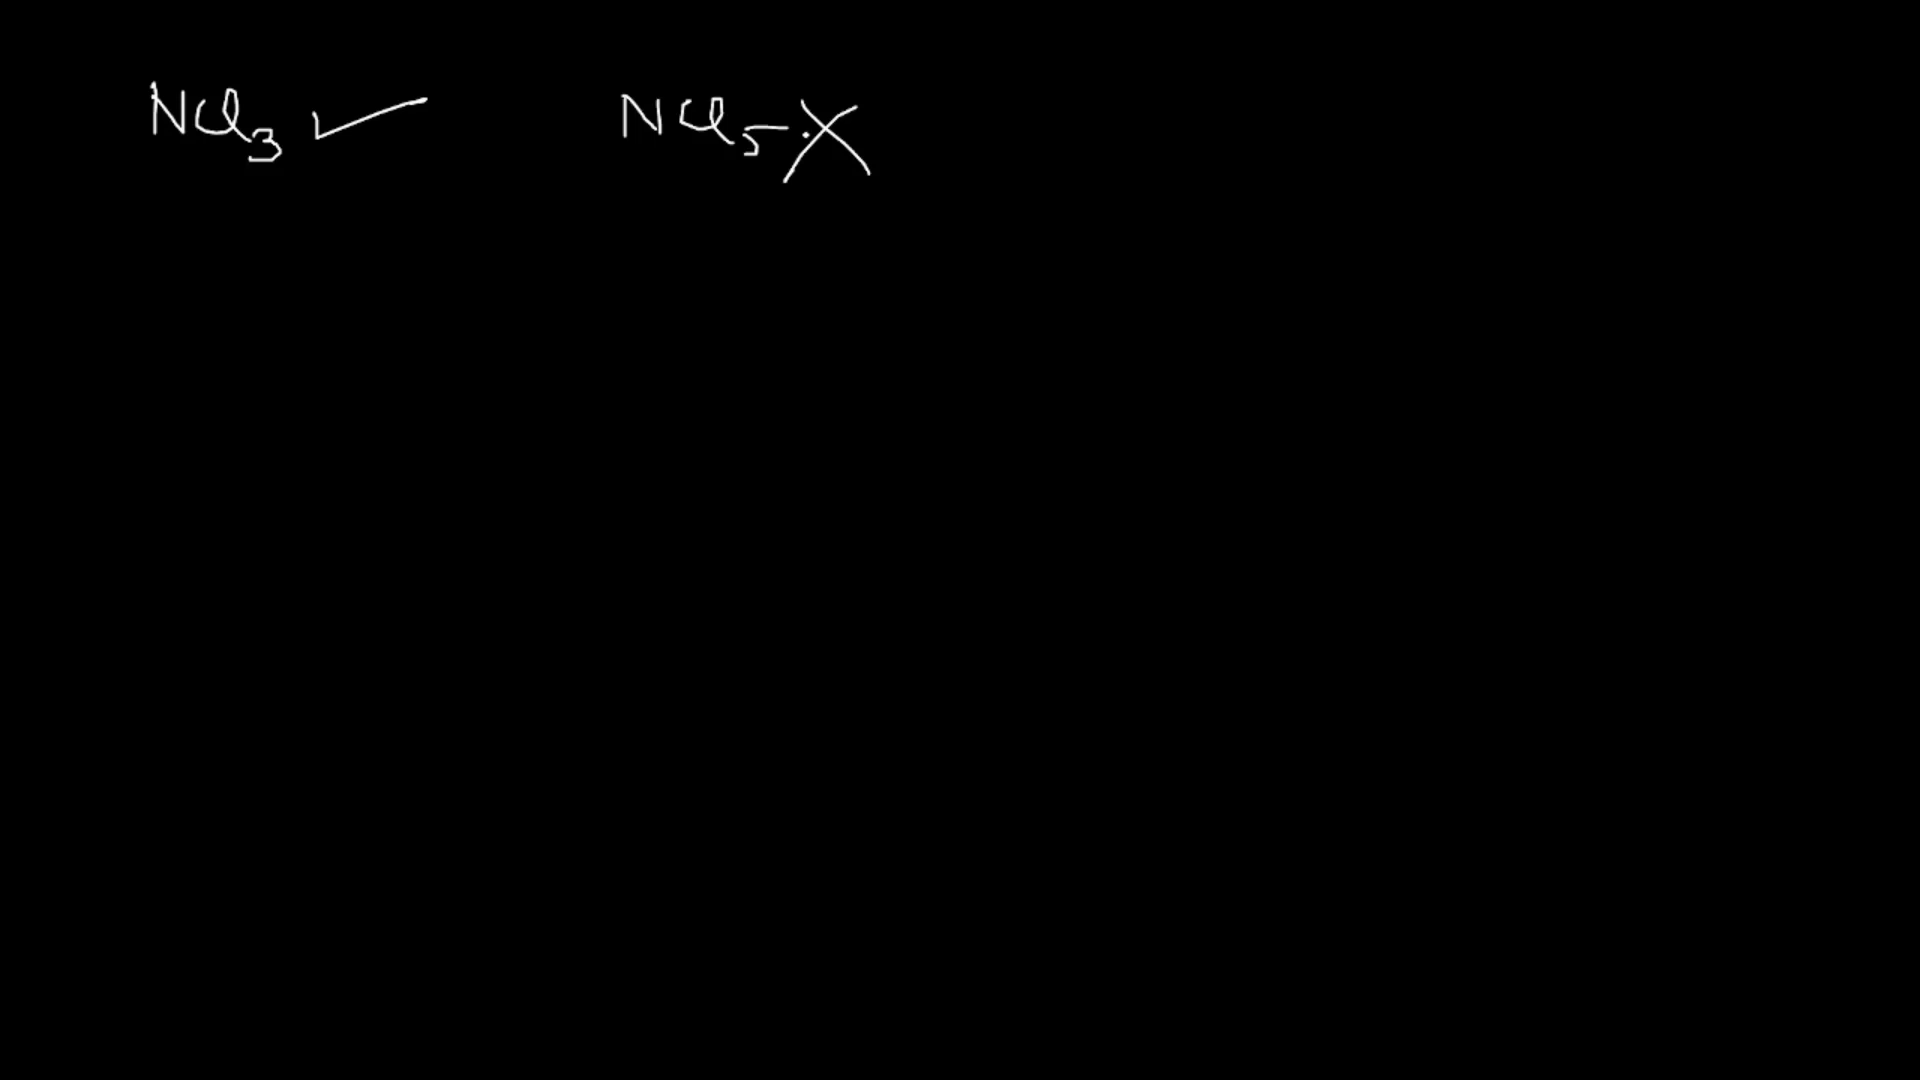 NCl₃ ✓ NCl₅ ✗